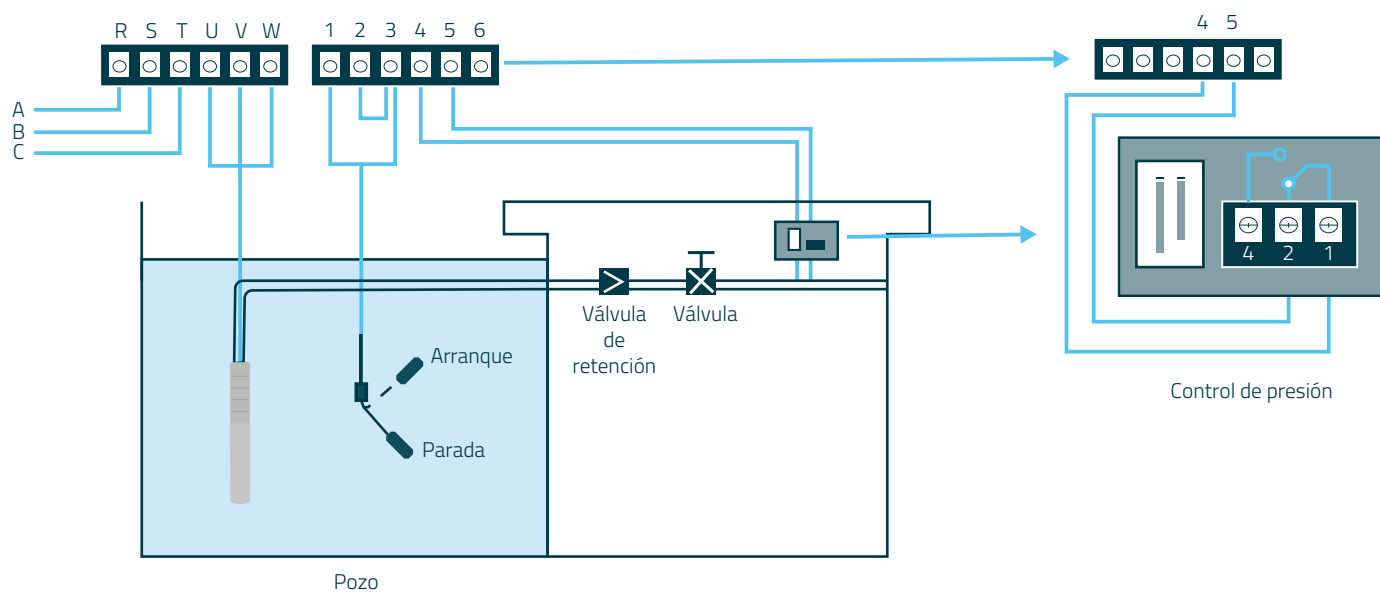 R S T U V W
1 2 3 4 5 6
4 5
A
B
C
4 2 1
Válvula
de
retención
Válvula
Arranque
Parada
Control de presión
Pozo